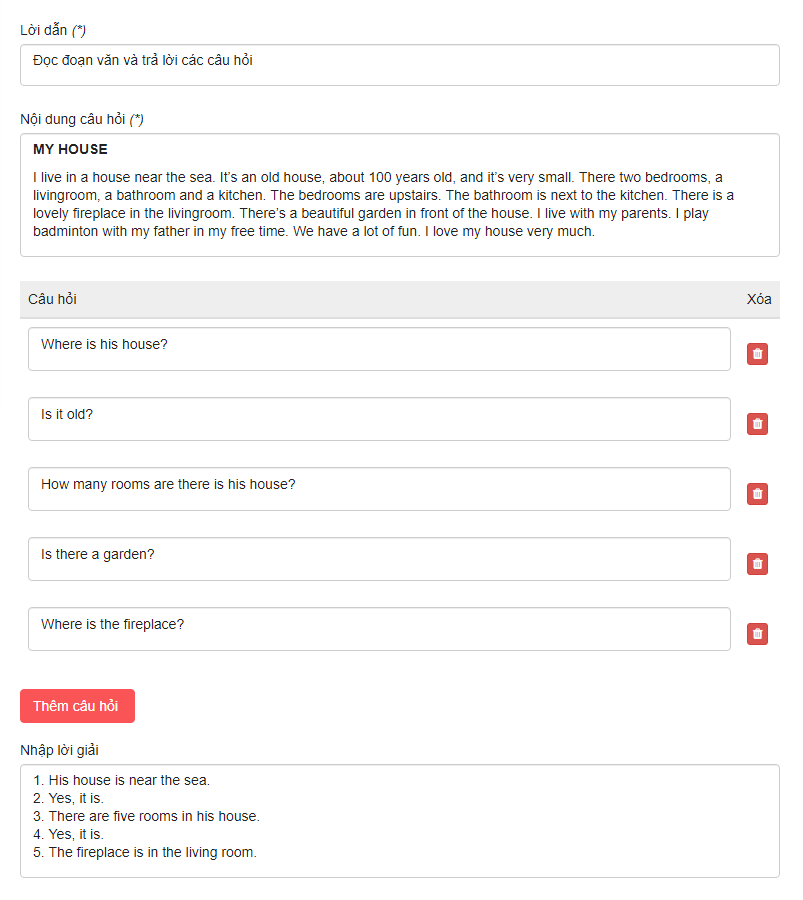 Lời dẫn (*)
Đọc đoạn văn và trả lời các câu hỏi
Nội dung câu hỏi (*)
MY HOUSE
I live in a house near the sea. It's an old house, about 100 years old, and it's very small. There two bedrooms, a
livingroom, a bathroom and a kitchen. The bedrooms are upstairs. The bathroom is next to the kitchen. There is a
lovely fireplace in the livingroom. There's a beautiful garden in front of the house. I live with my parents. I play
badminton with my father in my free time. We have a lot of fun. I love my house very much.
Câu hỏi Xóa
Where is his house?
Is it old?
How many rooms are there is his house?
Is there a garden?
Where is the fireplace?
Thêm câu hỏi
Nhập lời giải
1. His house is near the sea.
2. Yes, it is.
3. There are five rooms in his house.
4. Yes, it is.
5. The fireplace is in the living room.